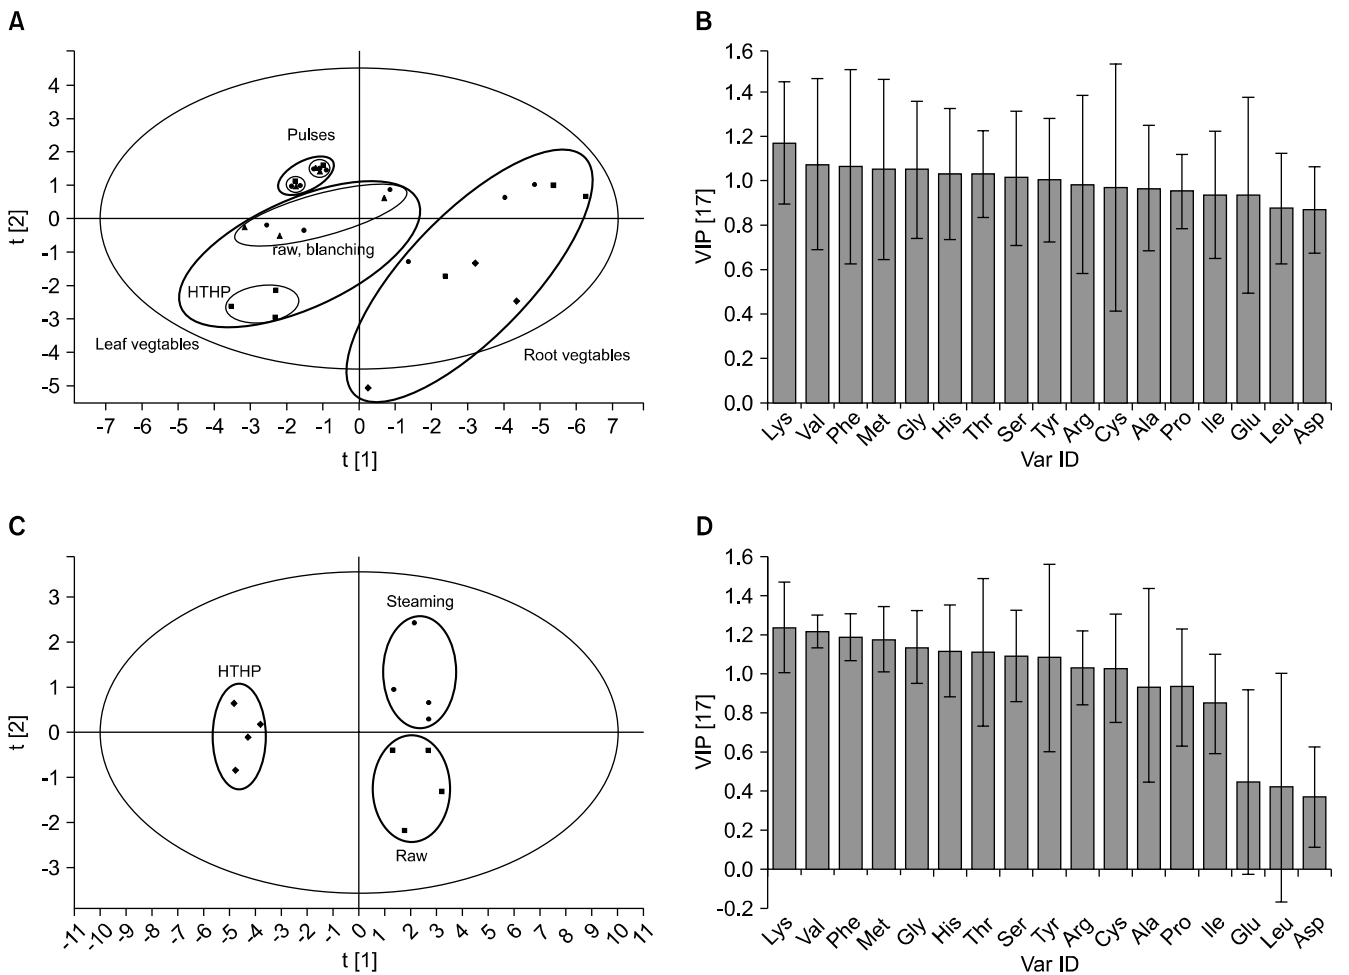 A
4
3
2
1
0
-1
-2
-3
-4
-5
t [2]
Pulses
raw, blanching
HTHP
Leaf vegtables
Root vegtables
-7 -6 -5 -4 -3 -2 -1 0 -1 -2 -3 -4 -5 -6 7
t [1]
B
1.6
1.4
1.2
1.0
0.8
0.6
0.4
0.2
0.0
VIP [17]
Lys Val Phe Met Gly His Thr Ser Tyr Arg Cys Ala Pro Ile Glu Leu Asp
Var ID
C
3
2
1
0
-1
-2
-3
t [2]
Steaming
HTHP
Raw
-11 -10 -9 -8 -7 -6 -5 -4 -3 -2 -1 0 1 2 3 4 5 6 7 8 9 10 11
t [1]
D
1.6
1.4
1.2
1.0
0.8
0.6
0.4
0.2
0.0
-0.2
VIP [17]
Lys Val Phe Met Gly His Thr Ser Tyr Arg Cys Ala Pro Ile Glu Leu Asp
Var ID